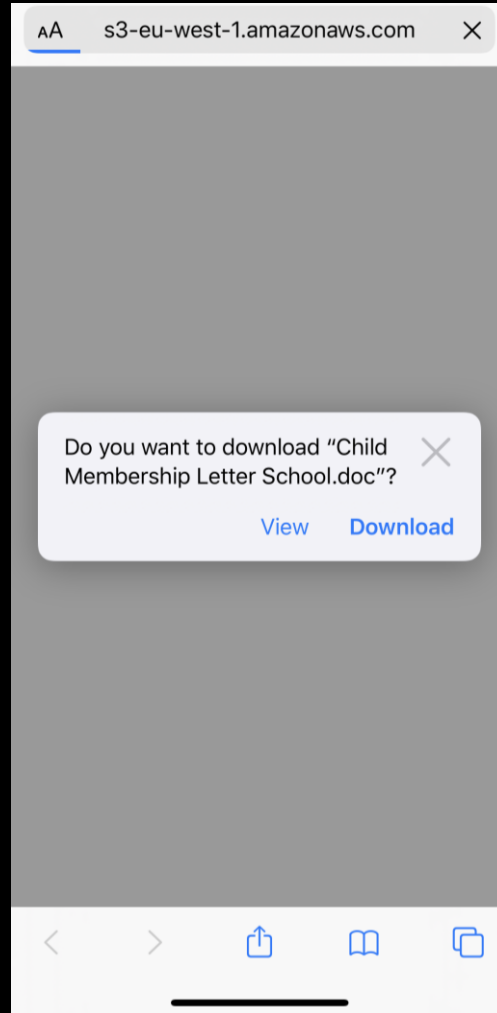 AA s3-eu-west-1.amazonaws.com
Do you want to download “Child
Membership Letter School.doc”?
View Download